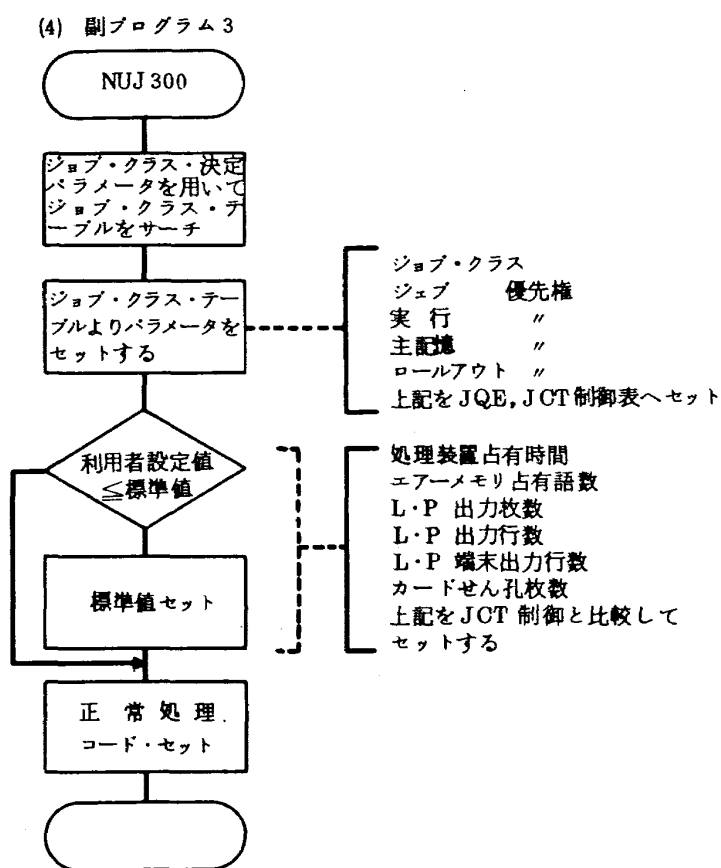 (4) 副プログラム3
NUJ 300
ジョブ・クラス・決定
パラメータを用いて
ジョブ・クラス・テ
ーブルをサーチ
ジョブ・クラス・テー
ブルよりパラメータを
セットする
ジョブ・クラス
ジェブ 優先権
実 行 〃
主記憶 〃
ロールアウト 〃
上記をJQE, JCT制御表へセット
利用者設定値
≦標準値
標準値セット
処理装置占有時間
エアーメモリ占有語数
L・P 出力枚数
L・P 出力行数
L・P 端末出力行数
カードせん孔枚数
上記をJCT 制御と比較して
セットする
正 常 処 理
コード・セット